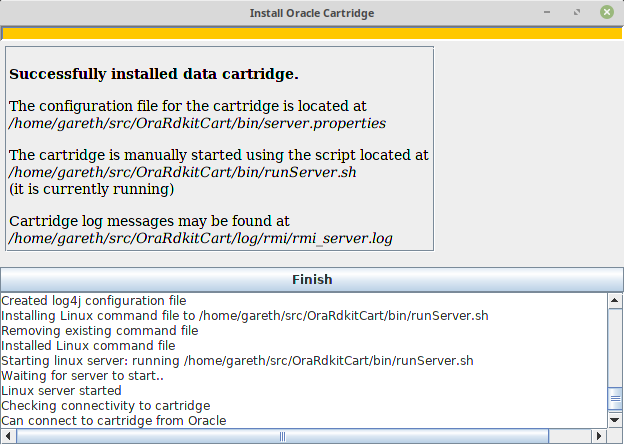 Install Oracle Cartridge
Successfully installed data cartridge.
The configuration file for the cartridge is located at
/home/gareth/src/OraRdkitCart/bin/server.properties
The cartridge is manually started using the script located at
/home/gareth/src/OraRdkitCart/bin/runServer.sh
(it is currently running)
Cartridge log messages may be found at
/home/gareth/src/OraRdkitCart/log/rmi/rmi_server.log
Finish
Created log4j configuration file
Installing Linux command file to /home/gareth/src/OraRdkitCart/bin/runServer.sh
Removing existing command file
Installed Linux command file
Starting linux server: running /home/gareth/src/OraRdkitCart/bin/runServer.sh
Waiting for server to start..
Linux server started
Checking connectivity to cartridge
Can connect to cartridge from Oracle